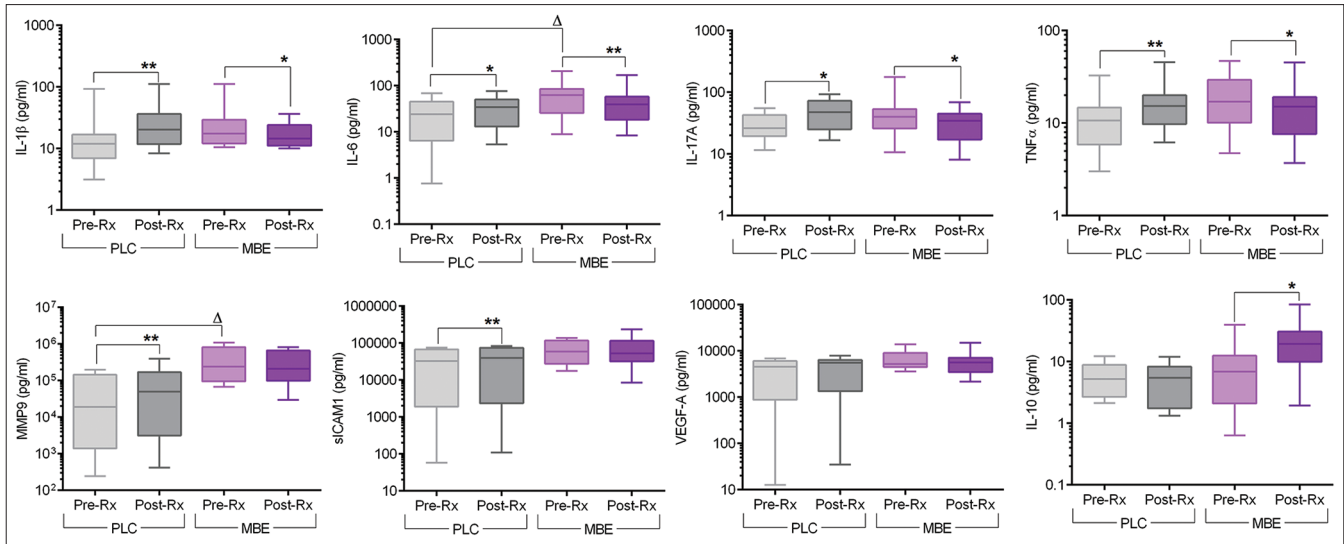 IL-1β (pg/ml)
1000
100
10
1
**
*
Pre-Rx Post-Rx Pre-Rx Post-Rx
PLC MBE
IL-6 (pg/ml)
1000
100
10
1
0.1
Δ
*
**
Pre-Rx Post-Rx Pre-Rx Post-Rx
PLC MBE
IL-17A (pg/ml)
1000
100
10
1
*
*
Pre-Rx Post-Rx Pre-Rx Post-Rx
PLC MBE
TNFα (pg/ml)
100
10
1
**
*
Pre-Rx Post-Rx Pre-Rx Post-Rx
PLC MBE
MMP9 (pg/ml)
10⁷
10⁶
10⁵
10⁴
10³
10²
Δ
**
Pre-Rx Post-Rx Pre-Rx Post-Rx
PLC MBE
sICAM1 (pg/ml)
1000000
100000
10000
1000
100
10
**
Pre-Rx Post-Rx Pre-Rx Post-Rx
PLC MBE
VEGF-A (pg/ml)
100000
10000
1000
100
10
Pre-Rx Post-Rx Pre-Rx Post-Rx
PLC MBE
IL-10 (pg/ml)
100
10
1
0.1
*
Pre-Rx Post-Rx Pre-Rx Post-Rx
PLC MBE